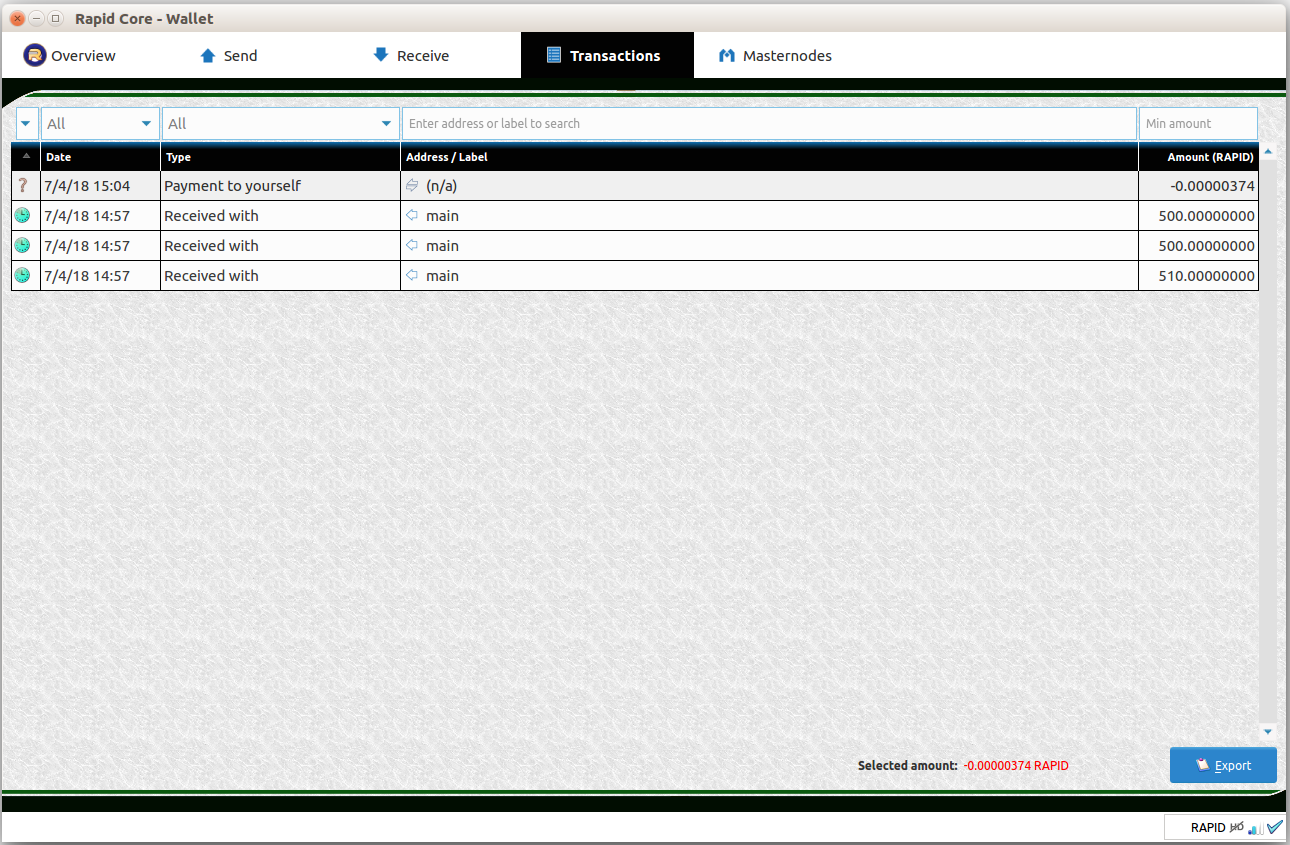 Rapid Core - Wallet
Overview Send Receive Transactions Masternodes
All All Enter address or label to search Min amount
Date Type Address / Label Amount (RAPID)
? 7/4/18 15:04 Payment to yourself (n/a) -0.00000374
7/4/18 14:57 Received with main 500.00000000
7/4/18 14:57 Received with main 500.00000000
7/4/18 14:57 Received with main 510.00000000
Selected amount: -0.00000374 RAPID Export
RAPID HD